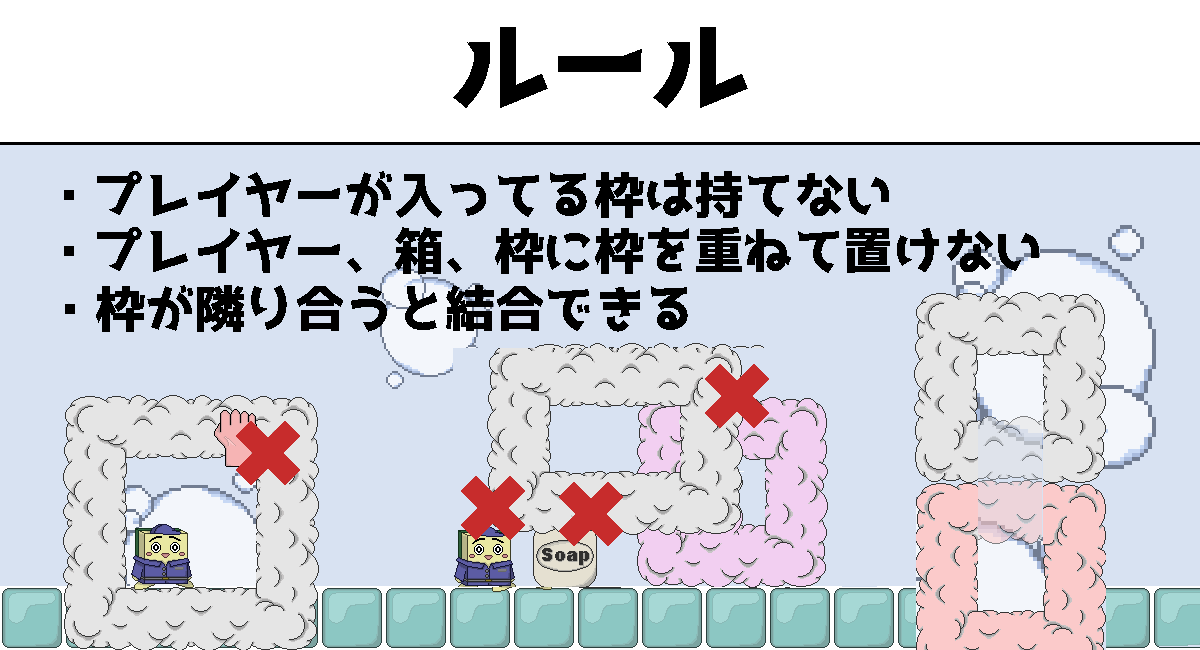 ルール
・プレイヤーが入ってる枠は持てない
・プレイヤー、箱、枠に枠を重ねて置けない
・枠が隣り合うと結合できる
Soap